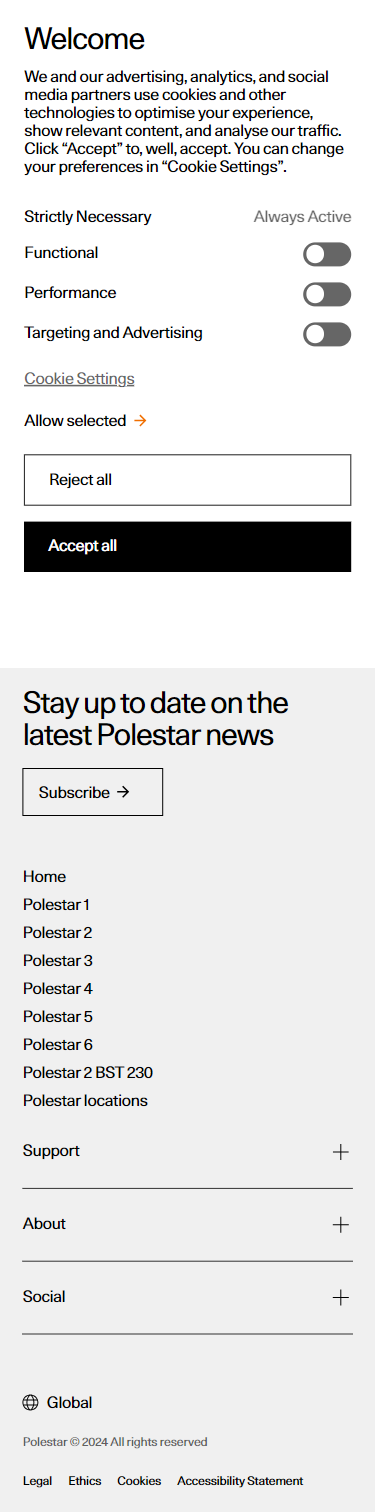 Welcome
We and our advertising, analytics, and social
media partners use cookies and other
technologies to optimise your experience,
show relevant content, and analyse our traffic.
Click “Accept” to, well, accept. You can change
your preferences in “Cookie Settings”.
Strictly Necessary Always Active
Functional
Performance
Targeting and Advertising
Cookie Settings
Allow selected →
Reject all
Accept all
Stay up to date on the
latest Polestar news
Subscribe →
Home
Polestar 1
Polestar 2
Polestar 3
Polestar 4
Polestar 5
Polestar 6
Polestar 2 BST 230
Polestar locations
Support
About
Social
Global
Polestar © 2024 All rights reserved
Legal Ethics Cookies Accessibility Statement